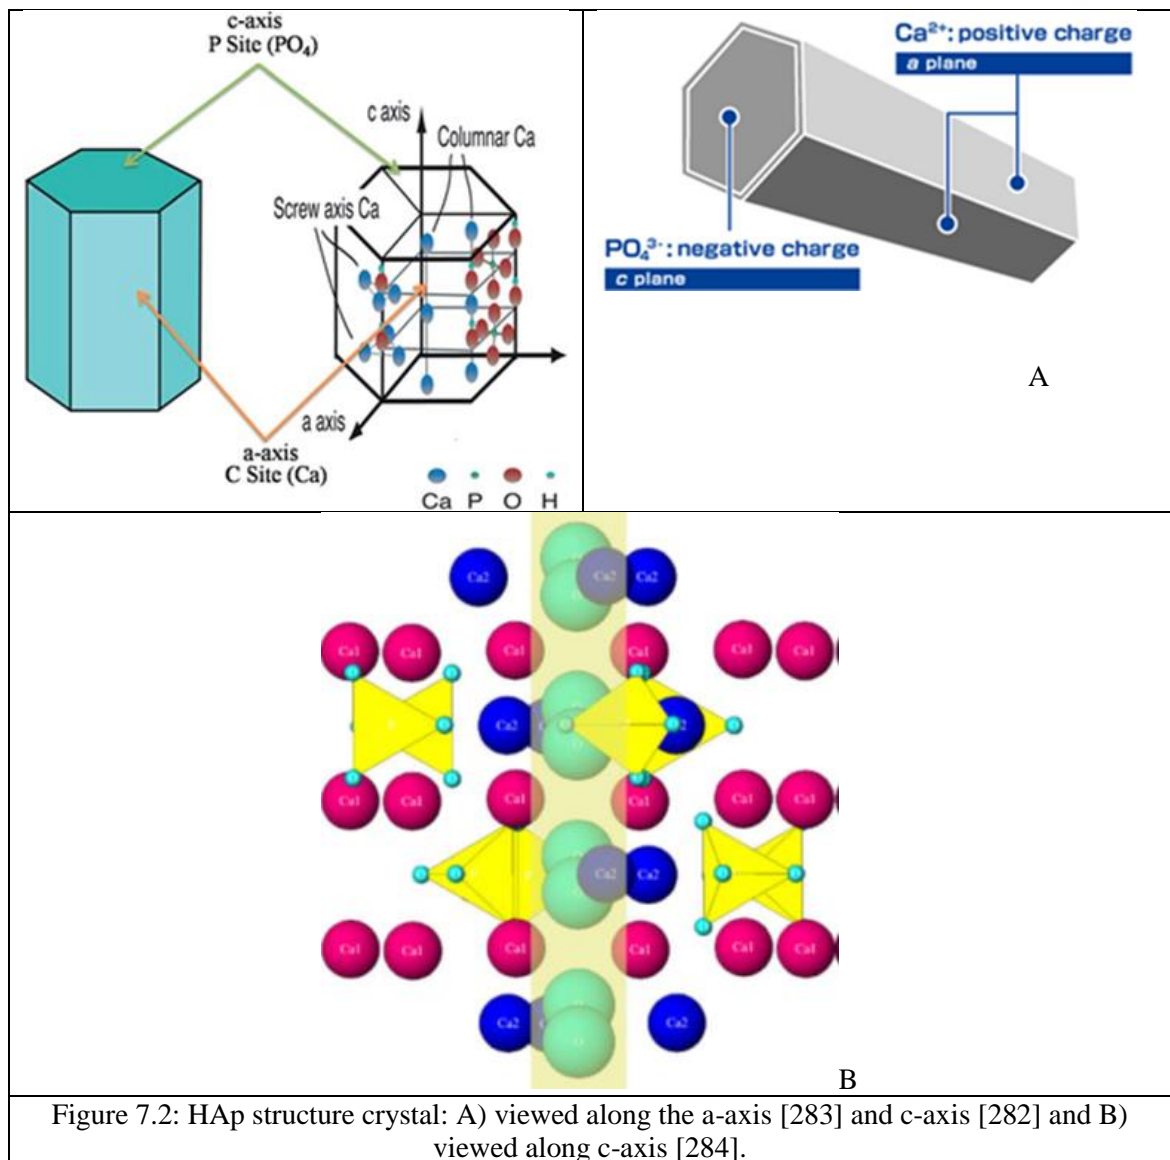 c-axis
P Site (PO₄)
c axis
Columnar Ca
Screw axis Ca
a axis
a-axis
C Site (Ca)
Ca P O H
Ca²⁺: positive charge
a plane
PO₄³⁻: negative charge
c plane
A
Ca2 Ca2 Ca2
Ca1 Ca1 Ca1 Ca1 Ca1 Ca1
Ca2
Ca1 Ca1 Ca1 Ca1 Ca1 Ca1
Ca2 Ca2
Ca1 Ca1 Ca1 Ca1 Ca1 Ca1
Ca2 Ca2
B
Figure 7.2: HAp structure crystal: A) viewed along the a-axis [283] and c-axis [282] and B)
viewed along c-axis [284].